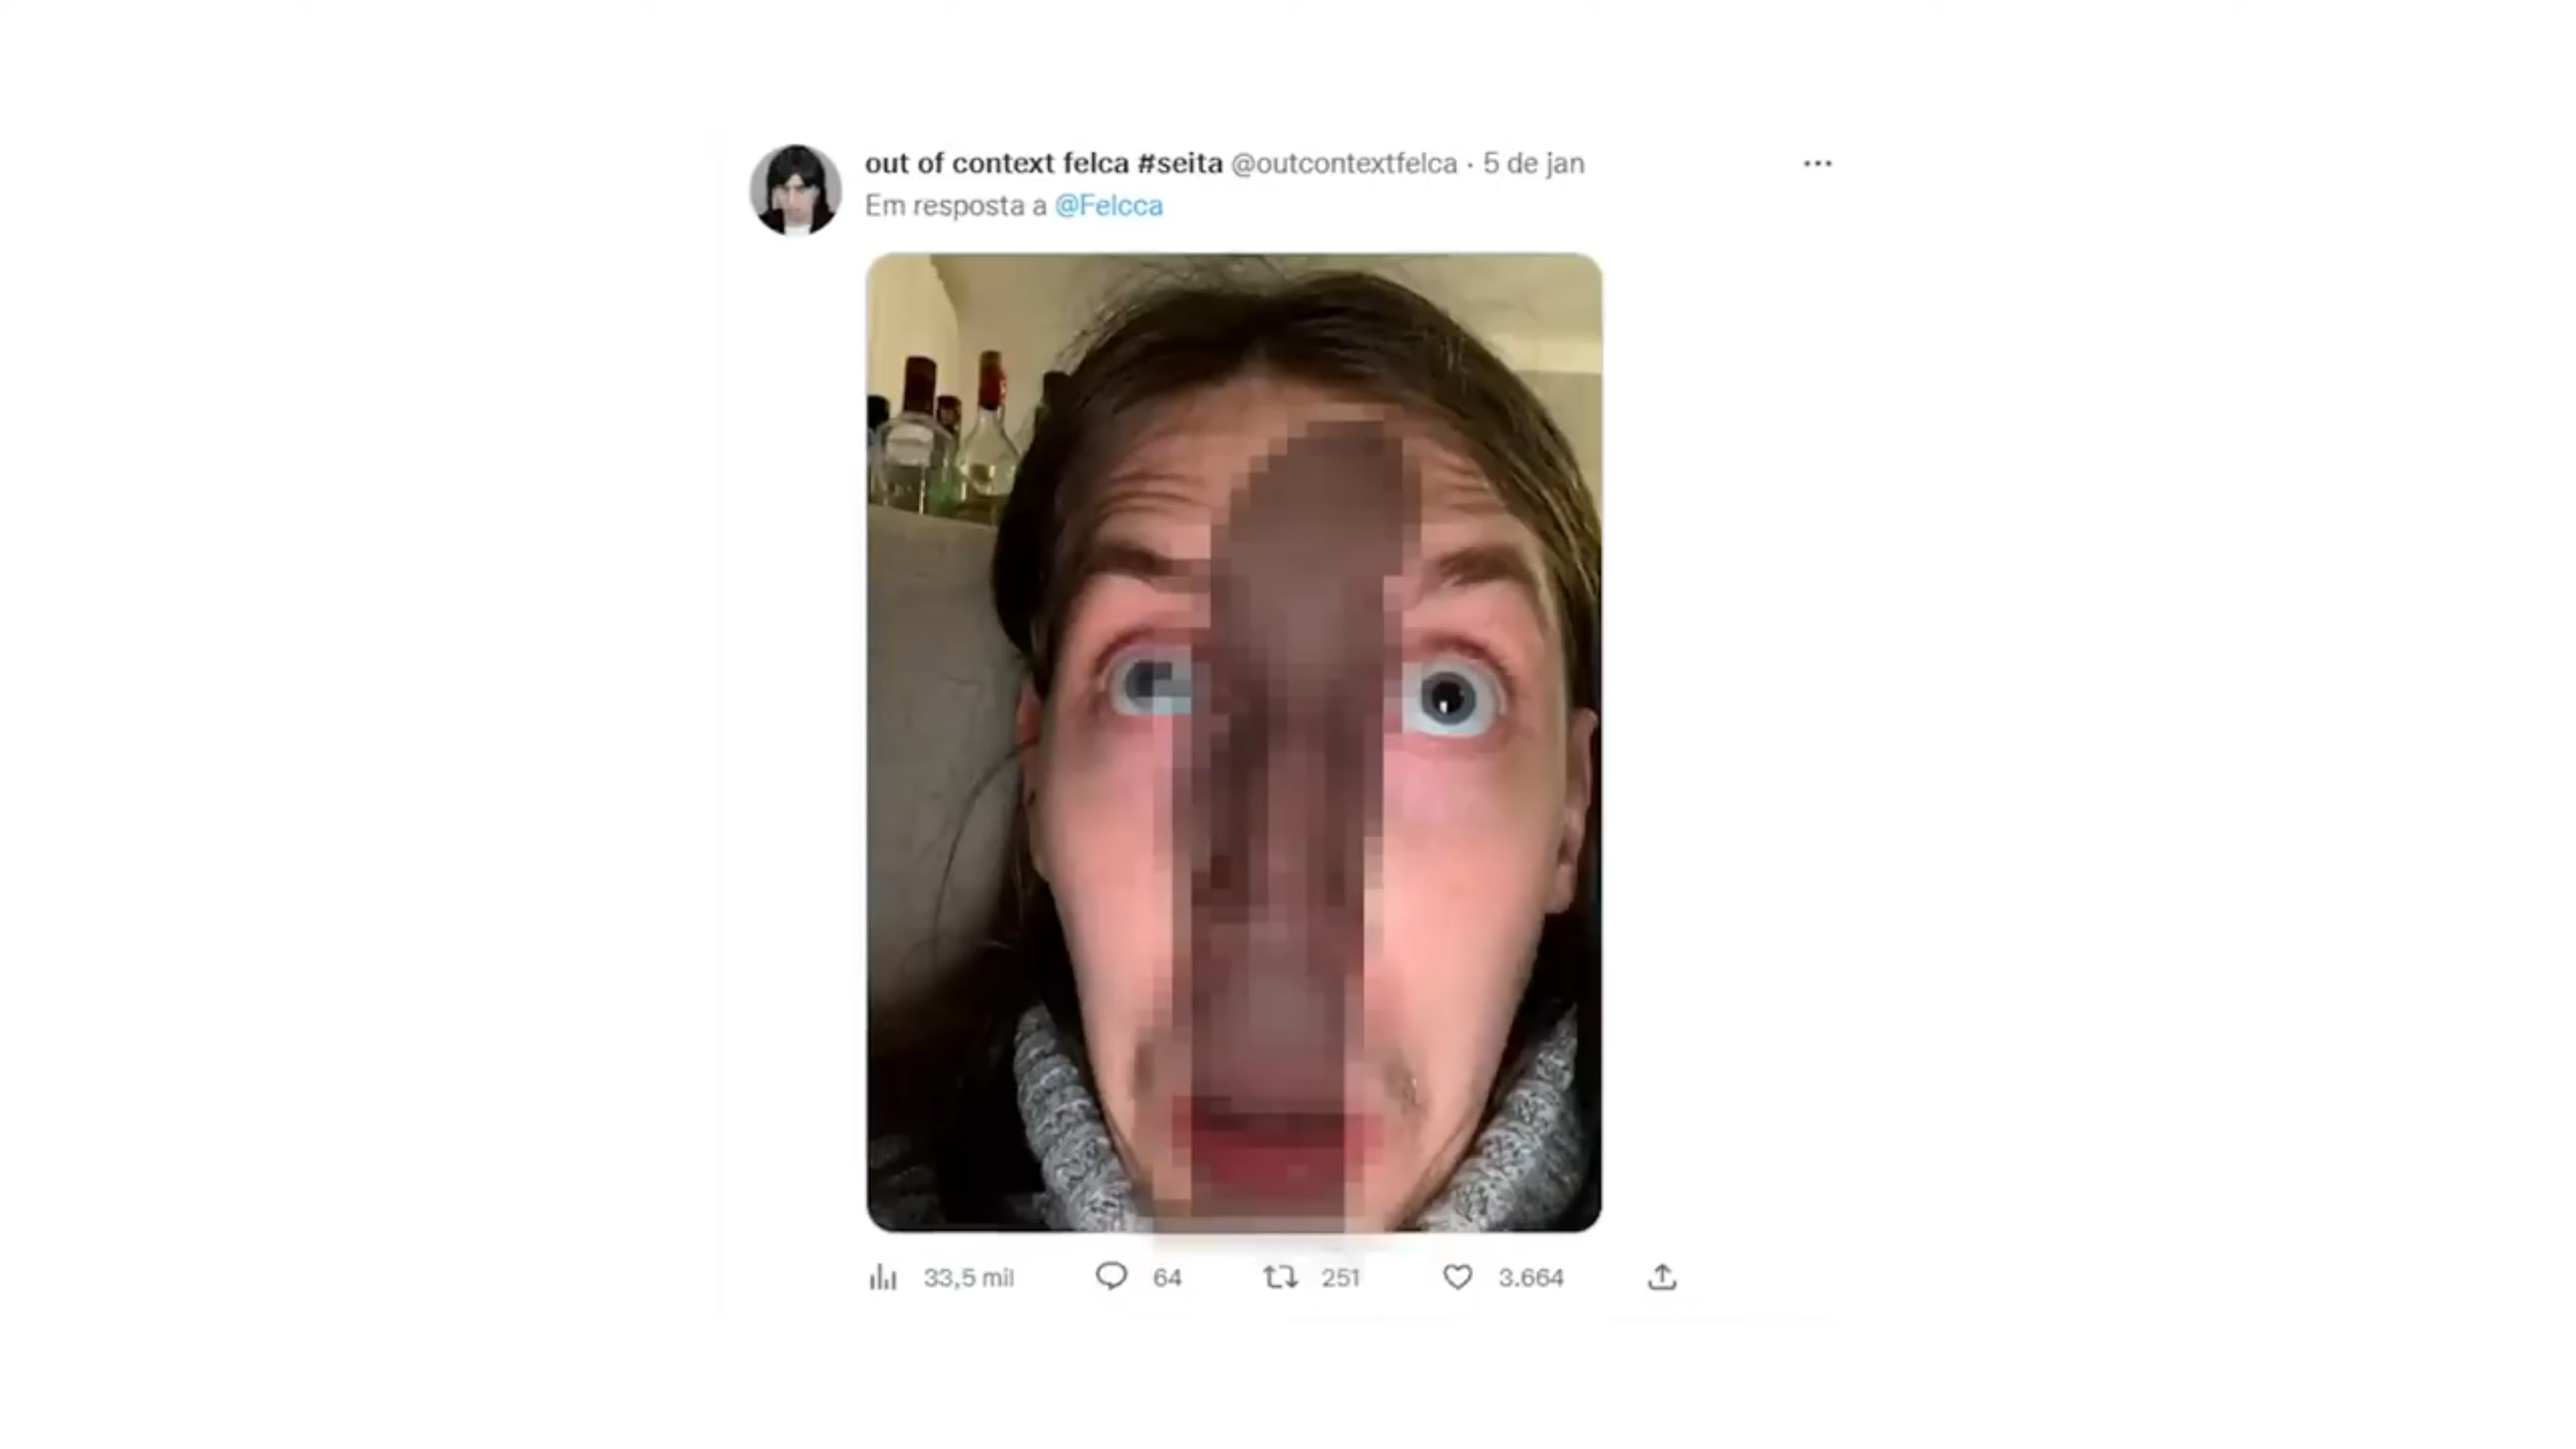 out of context felca #seita @outcontextfelca · 5 de jan
Em resposta a @Felcca
33,5 mil 64 251 3.664